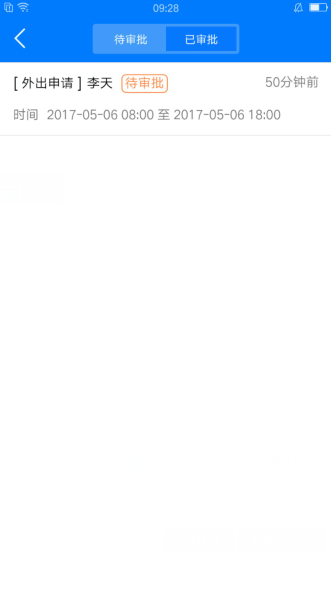 09:28
待审批 已审批
[ 外出申请 ] 李天 待审批 50分钟前
时间 2017-05-06 08:00 至 2017-05-06 18:00